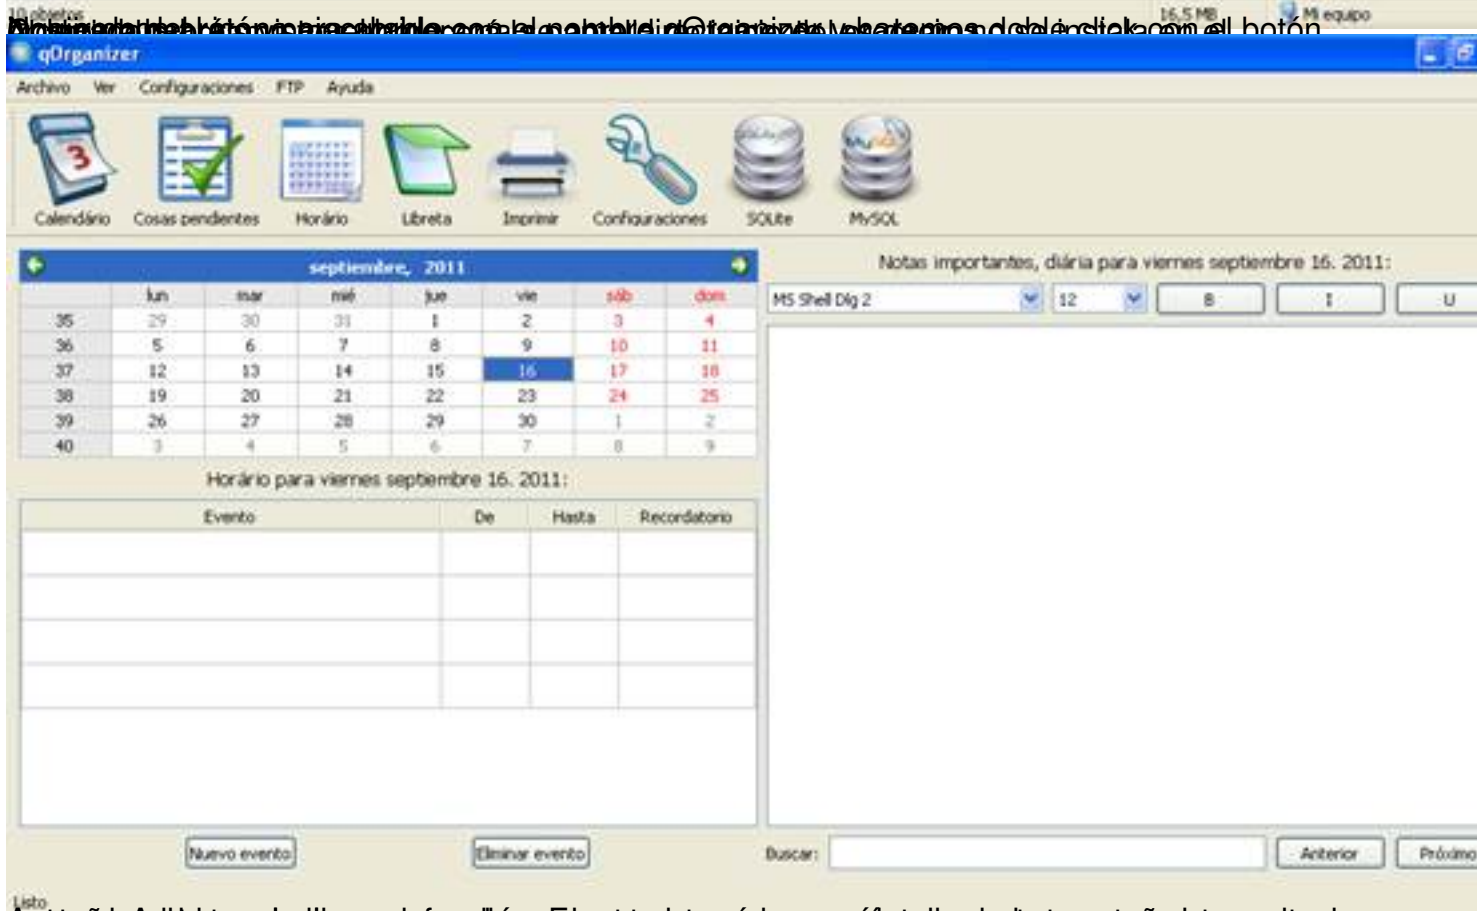 10 objetos 16,5 MB Mi equipo
qOrganizer
Archivo Ver Configuraciones FTP Ayuda
Calendário Cosas pendentes Horário Libreta Imprimir Configuraciones SQLite MySQL
septiembre, 2011
lun mar mié jue vie sáb dom
35 29 30 31 1 2 3 4
36 5 6 7 8 9 10 11
37 12 13 14 15 16 17 18
38 19 20 21 22 23 24 25
39 26 27 28 29 30 1 2
40 3 4 5 6 7 8 9
Horário para viernes septiembre 16. 2011:
Evento De Hasta Recordatorio
Nuevo evento Eliminar evento
Notas importantes, diária para viernes septiembre 16. 2011:
MS Shell Dlg 2 12 B I U
Buscar: Anterior Próximo
Listo